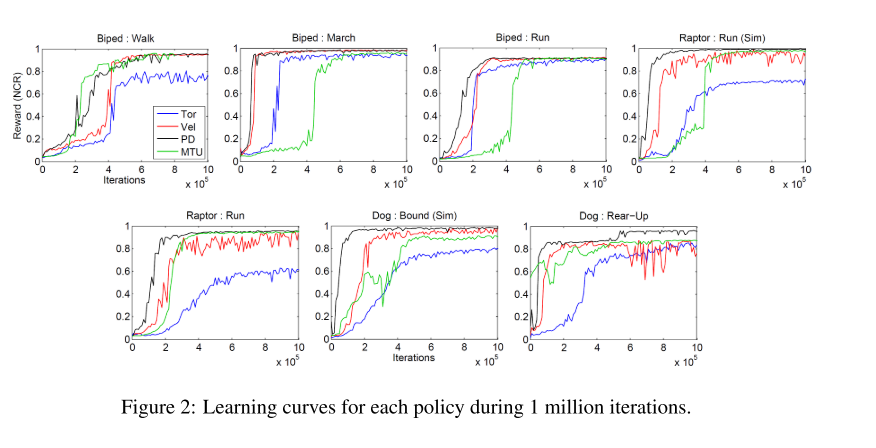 Biped : Walk
Biped : March
Biped : Run
Raptor : Run (Sim)
Reward (NCR)
1
0.8
0.6
0.4
0.2
0
Tor
Vel
PD
MTU
0 2 4 6 8 10
Iterations
x 10^5
1
0.8
0.6
0.4
0.2
0
0 2 4 6 8 10
x 10^5
1
0.8
0.6
0.4
0.2
0
0 2 4 6 8 10
x 10^5
1
0.8
0.6
0.4
0.2
0
0 2 4 6 8 10
x 10^5
Raptor : Run
Dog : Bound (Sim)
Dog : Rear−Up
1
0.8
0.6
0.4
0.2
0
0 2 4 6 8 10
x 10^5
1
0.8
0.6
0.4
0.2
0
0 2 4 6 8 10
Iterations
x 10^5
1
0.8
0.6
0.4
0.2
0
0 2 4 6 8 10
x 10^5
Figure 2: Learning curves for each policy during 1 million iterations.